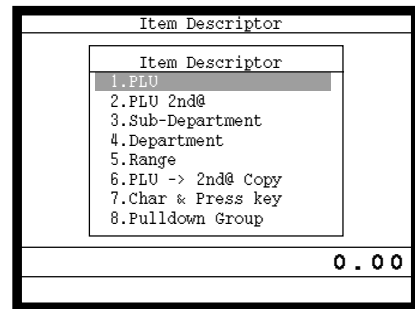 Item Descriptor
Item Descriptor
1.PLU
2.PLU 2nd@
3.Sub-Department
4.Department
5.Range
6.PLU -> 2nd@ Copy
7.Char & Press key
8.Pulldown Group
0.00